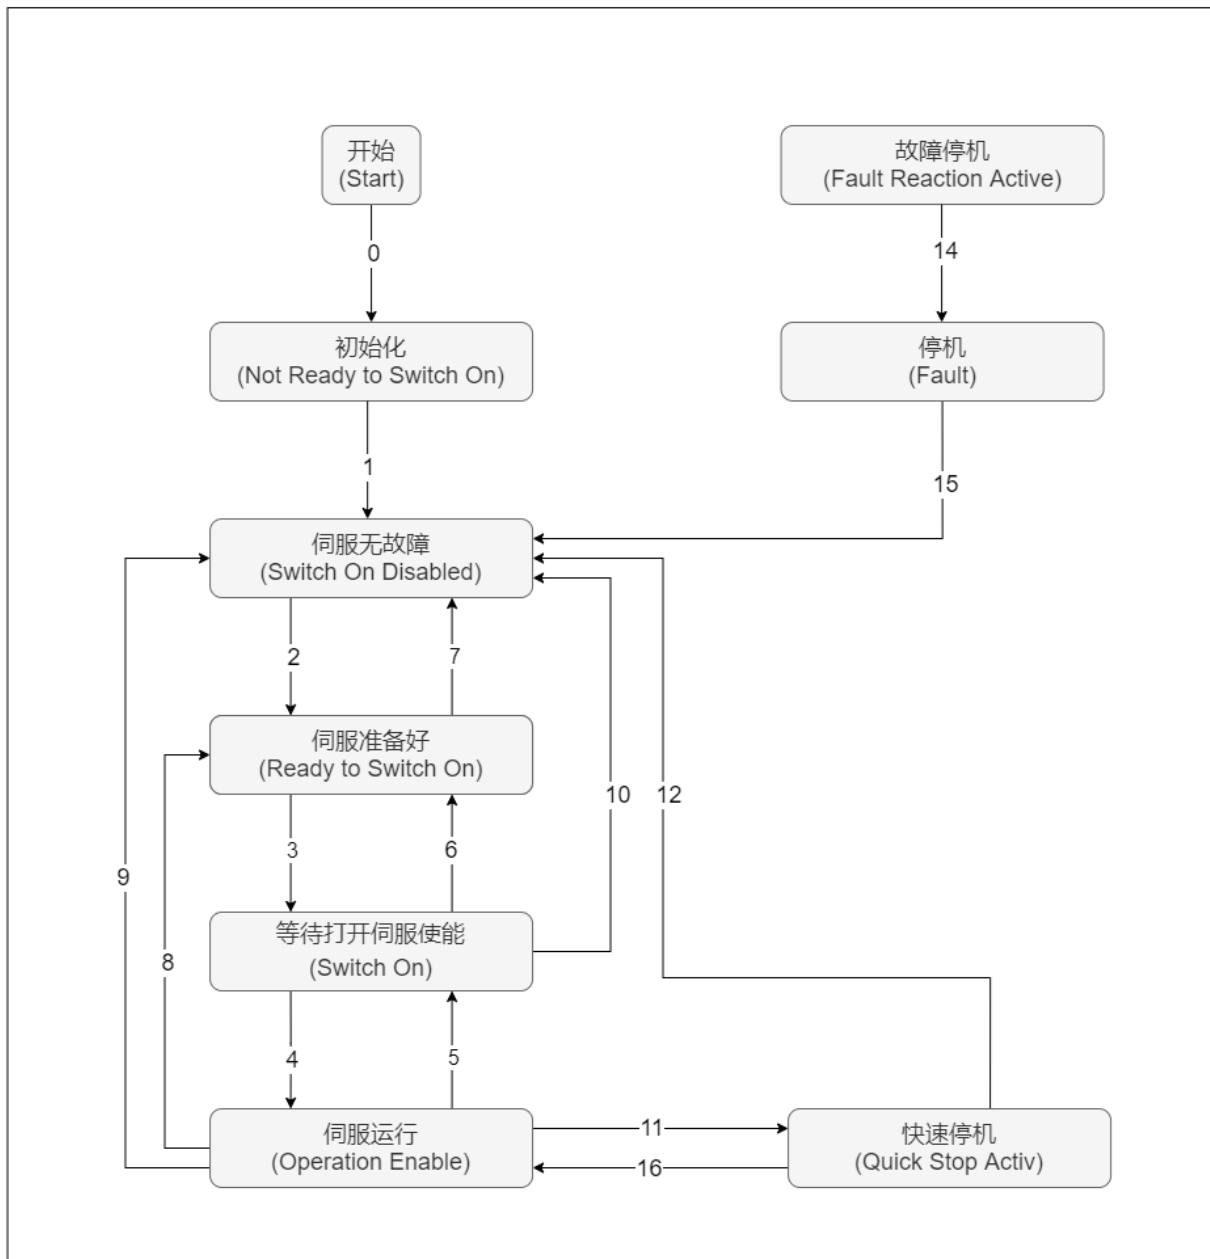 开始
(Start)
故障停机
(Fault Reaction Active)
0
14
初始化
(Not Ready to Switch On)
停机
(Fault)
1
15
伺服无故障
(Switch On Disabled)
2
7
伺服准备好
(Ready to Switch On)
10
12
3
6
9
等待打开伺服使能
(Switch On)
8
4
5
伺服运行
(Operation Enable)
11
16
快速停机
(Quick Stop Activ)